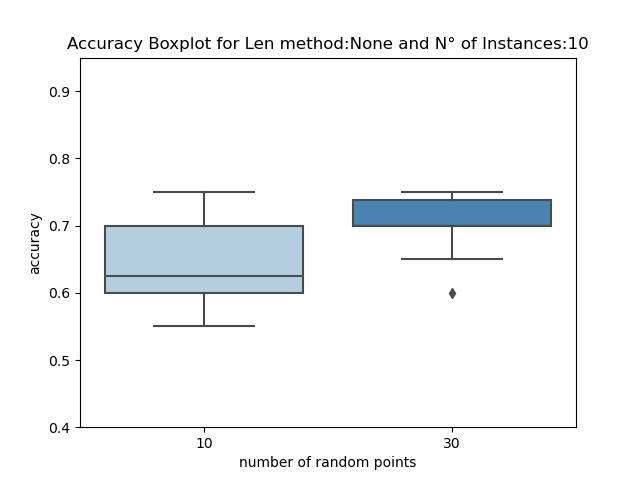 Accuracy Boxplot for Len method:None and N° of Instances:10
0.9
0.8
0.7
0.6
0.5
0.4
accuracy
10 30
number of random points